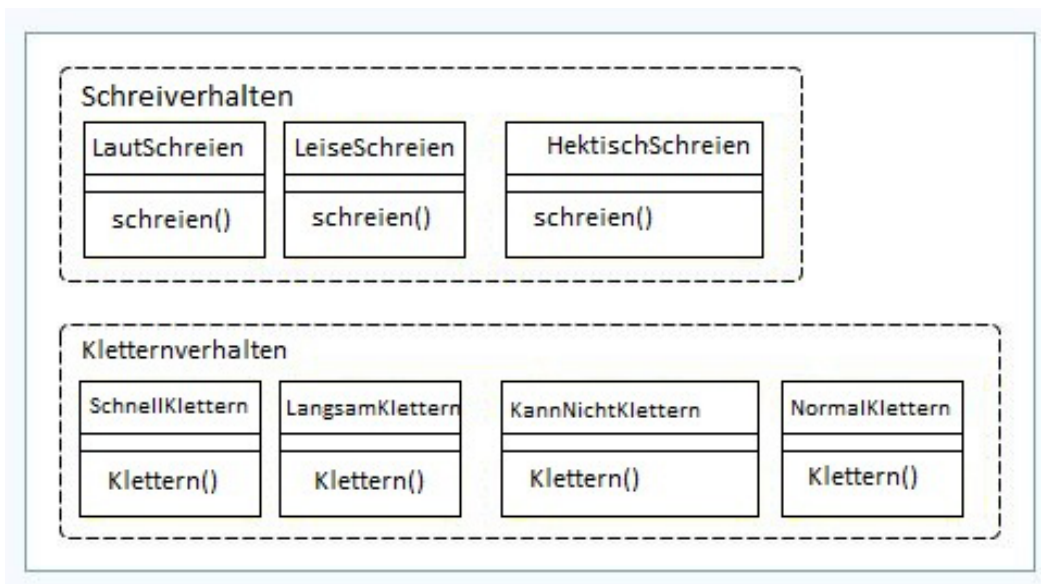 Schreiverhalten
LautSchreien LeiseSchreien HektischSchreien
schreien() schreien() schreien()
Kletternverhalten
SchnellKlettern LangsamKlettern KannNichtKlettern NormalKlettern
Klettern() Klettern() Klettern() Klettern()